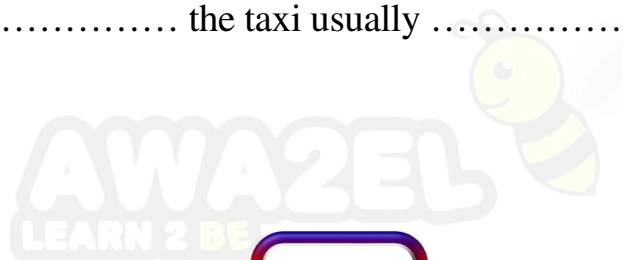 …………… the taxi usually ……………
AWA2EL
LEARN 2 BE